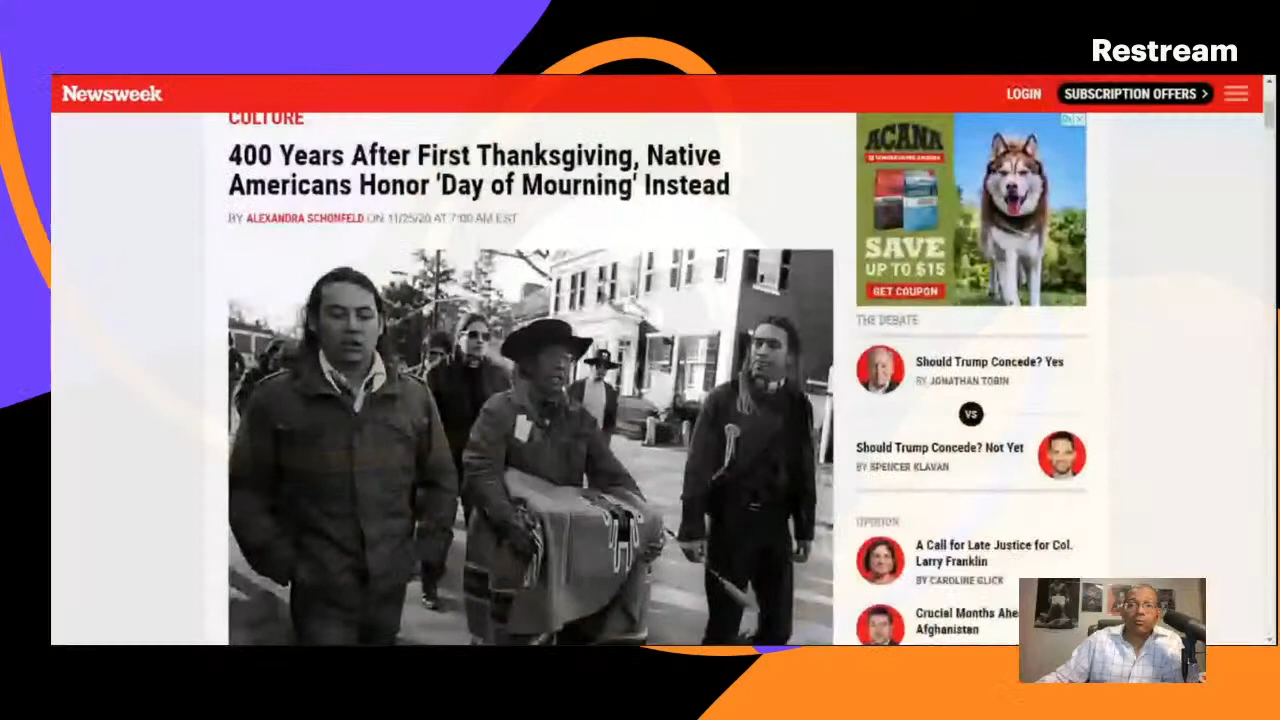 Restream
Newsweek
LOGIN
SUBSCRIPTION OFFERS >
CULTURE
400 Years After First Thanksgiving, Native
Americans Honor 'Day of Mourning' Instead
BY ALEXANDRA SCHONFELD ON 11/25/20 AT 7:00 AM EST
ACANA
SAVE
UP TO $15
GET COUPON
THE DEBATE
Should Trump Concede? Yes
BY JONATHAN TOBIN
VS
Should Trump Concede? Not Yet
BY SPENCER KLAVAN
OPINION
A Call for Late Justice for Col.
Larry Franklin
BY CAROLINE GLICK
Crucial Months
Afghanistan